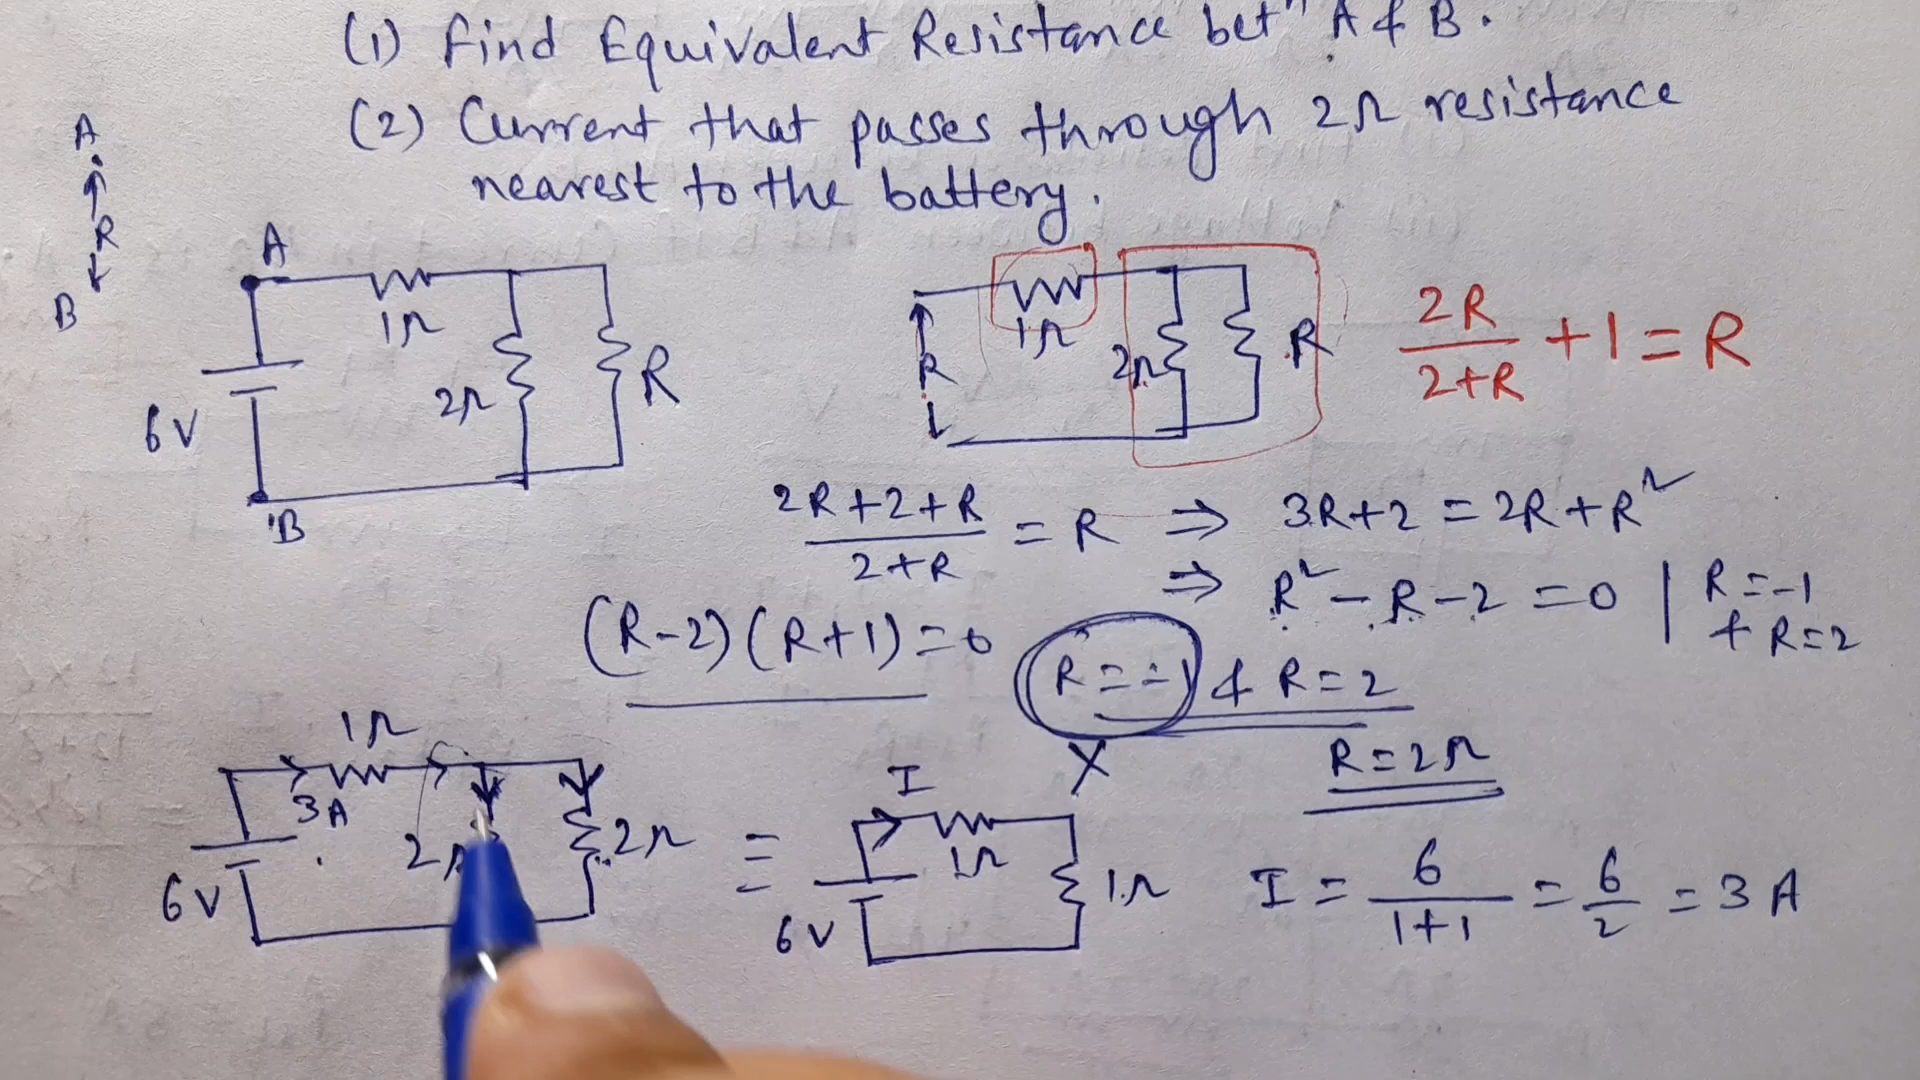 (1) Find Equivalent Resistance betⁿ A & B.
(2) Current that passes through 2Ω resistance
nearest to the battery.
A
R
B
A
1Ω
2Ω
R
6V
B
1Ω
R
2Ω
R
2R/(2+R) + 1 = R
(2R+2+R)/(2+R) = R ⇒ 3R+2 = 2R+R²
⇒ R²-R-2 = 0 | R=-1
& R=2
(R-2)(R+1)=0
R=-1 & R=2
X
R=2Ω
1Ω
3A
2Ω
2Ω
6V
=
I
1Ω
1Ω
6V
I = 6/(1+1) = 6/2 = 3A